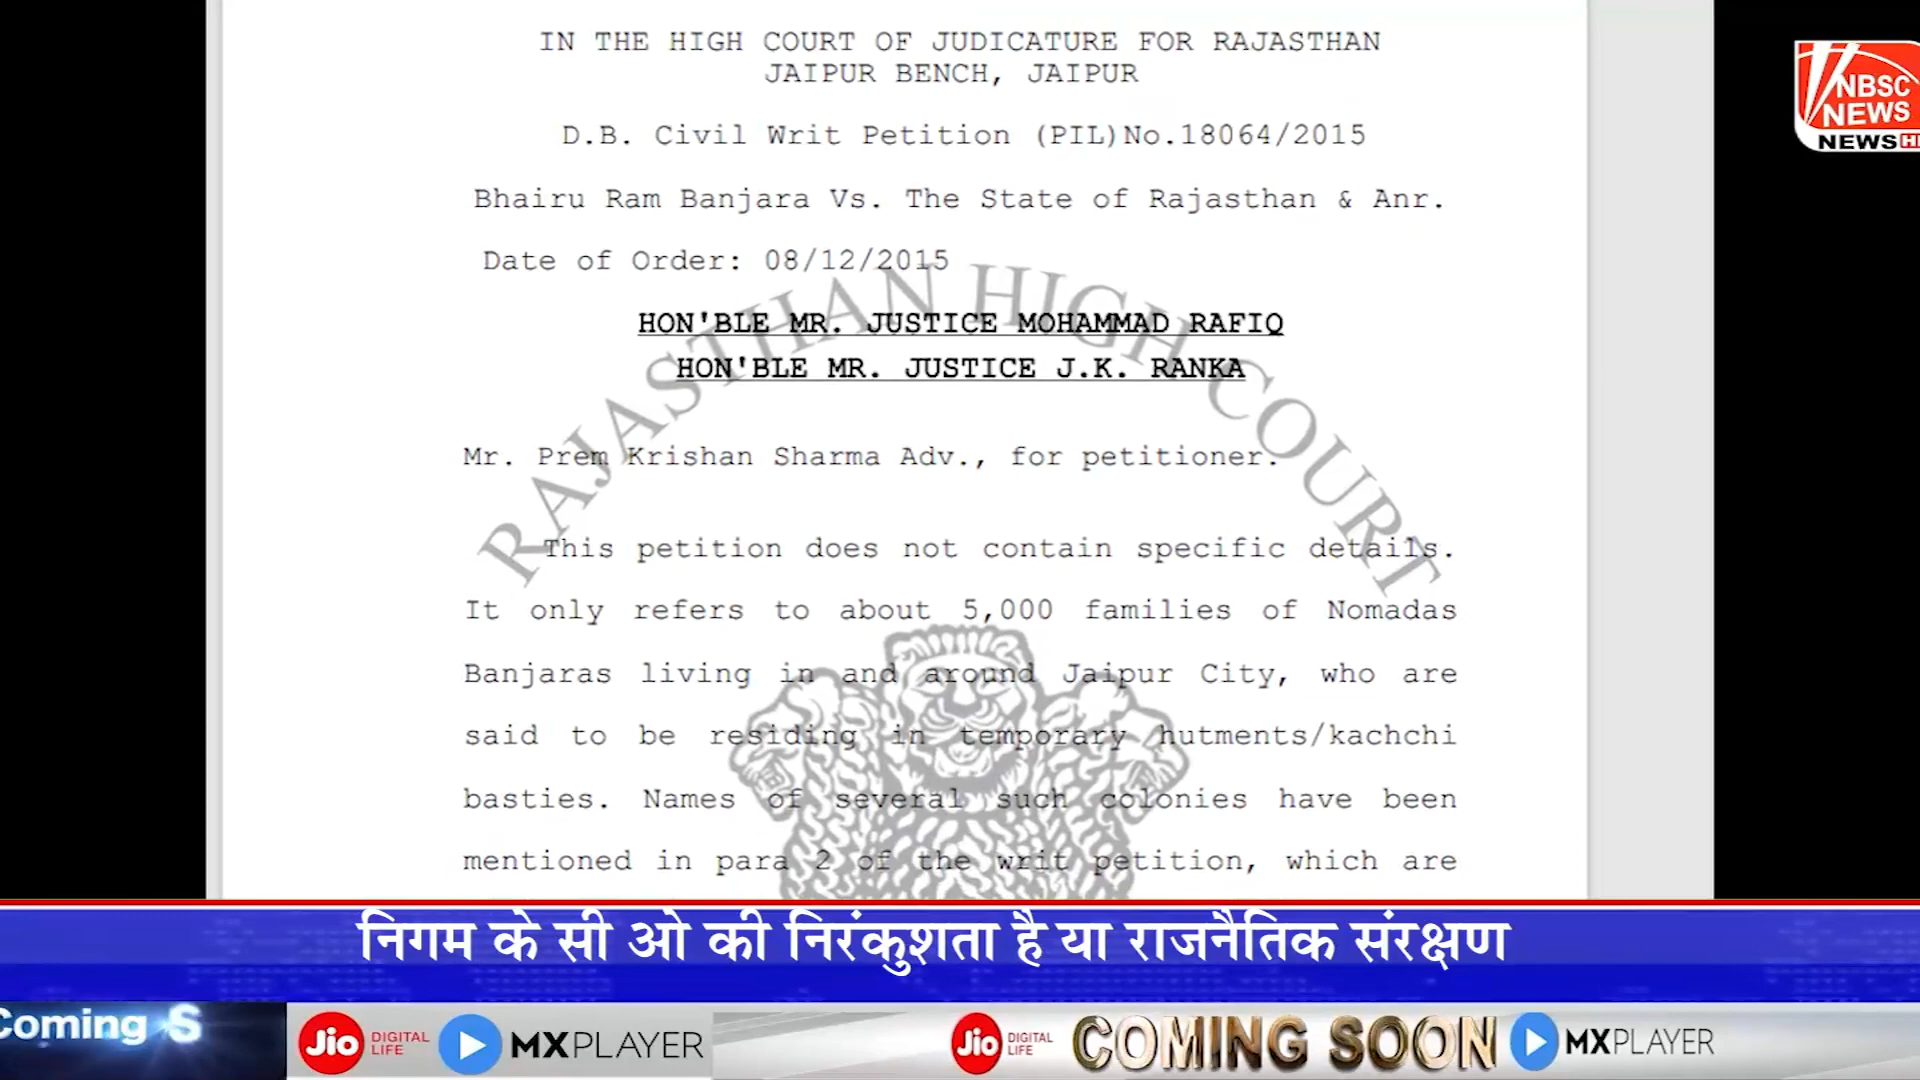 IN THE HIGH COURT OF JUDICATURE FOR RAJASTHAN
JAIPUR BENCH, JAIPUR
D.B. Civil Writ Petition (PIL)No.18064/2015
Bhairu Ram Banjara Vs. The State of Rajasthan & Anr.
Date of Order: 08/12/2015
HON'BLE MR. JUSTICE MOHAMMAD RAFIQ
HON'BLE MR. JUSTICE J.K. RANKA
Mr. Prem Krishan Sharma Adv., for petitioner.
This petition does not contain specific details.
It only refers to about 5,000 families of Nomadas
Banjaras living in and around Jaipur City, who are
said to be residing in temporary hutments/kachchi
basties. Names of several such colonies have been
mentioned in para 2 of the writ petition, which are
RAJASTHAN HIGH COURT
NBSC
NEWS
NEWS
निगम के सी ओ की निरंकुशता है या राजनैतिक संरक्षण
Coming S
Jio DIGITAL LIFE MXPLAYER
Jio DIGITAL LIFE COMING SOON MXPLAYER